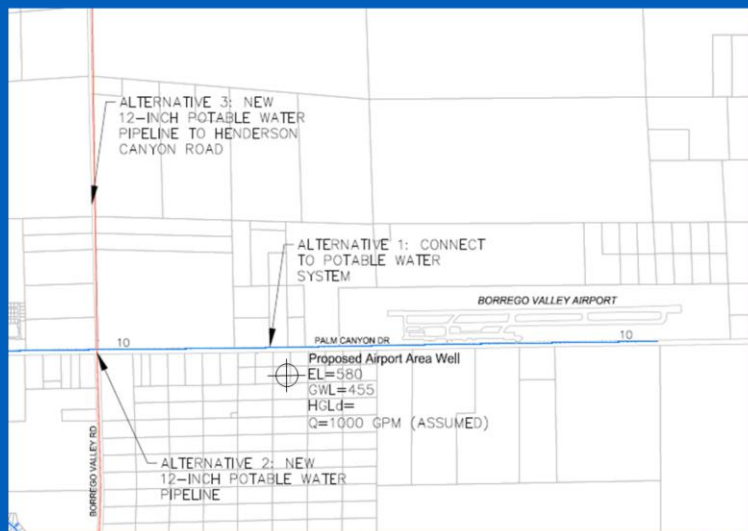 ALTERNATIVE 3: NEW
12-INCH POTABLE WATER
PIPELINE TO HENDERSON
CANYON ROAD
ALTERNATIVE 1: CONNECT
TO POTABLE WATER
SYSTEM
BORREGO VALLEY AIRPORT
10
PALM CANYON DR
10
Proposed Airport Area Well
EL=580
GWL=455
HGLd=
Q=1000 GPM (ASSUMED)
BORREGO VALLEY RD
ALTERNATIVE 2: NEW
12-INCH POTABLE WATER
PIPELINE